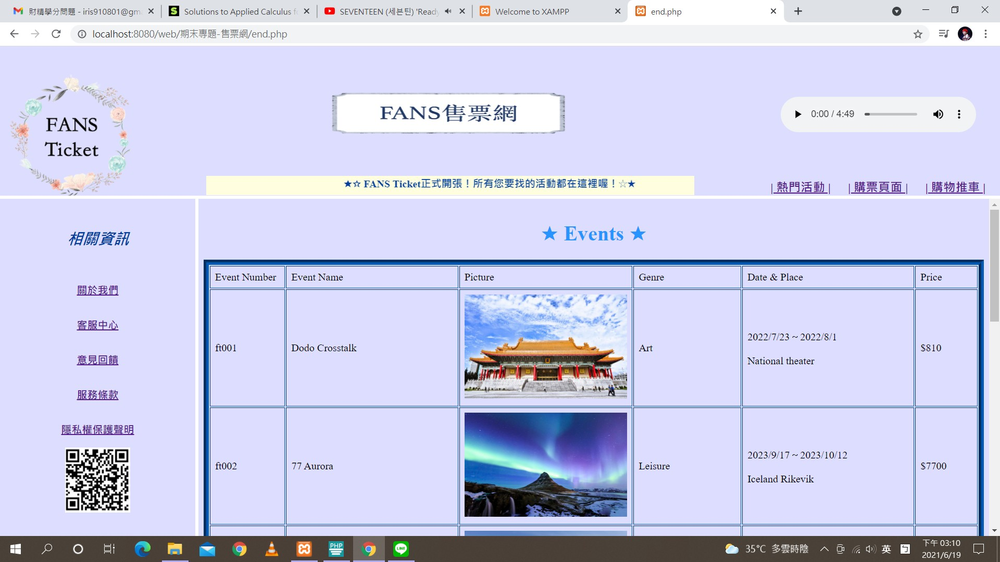 財精學分問題 - iris910801@gm
Solutions to Applied Calculus f
SEVENTEEN (세븐틴) 'Ready
Welcome to XAMPP
end.php
localhost:8080/web/期末專題-售票網/end.php
FANS
Ticket
FANS售票網
0:00 / 4:49
★☆ FANS Ticket正式開張！所有您要找的活動都在這裡喔！☆★
| 熱門活動 | | 購票頁面 | | 購物推車 |
相關資訊
關於我們
客服中心
意見回饋
服務條款
隱私權保護聲明
★ Events ★
Event Number Event Name Picture Genre Date & Place Price
ft001 Dodo Crosstalk Art 2022/7/23 ~ 2022/8/1 National theater $810
ft002 77 Aurora Leisure 2023/9/17 ~ 2023/10/12 Iceland Rikevik $7700
PHP
LINE
35°C 多雲時陰
英
下午 03:10
2021/6/19